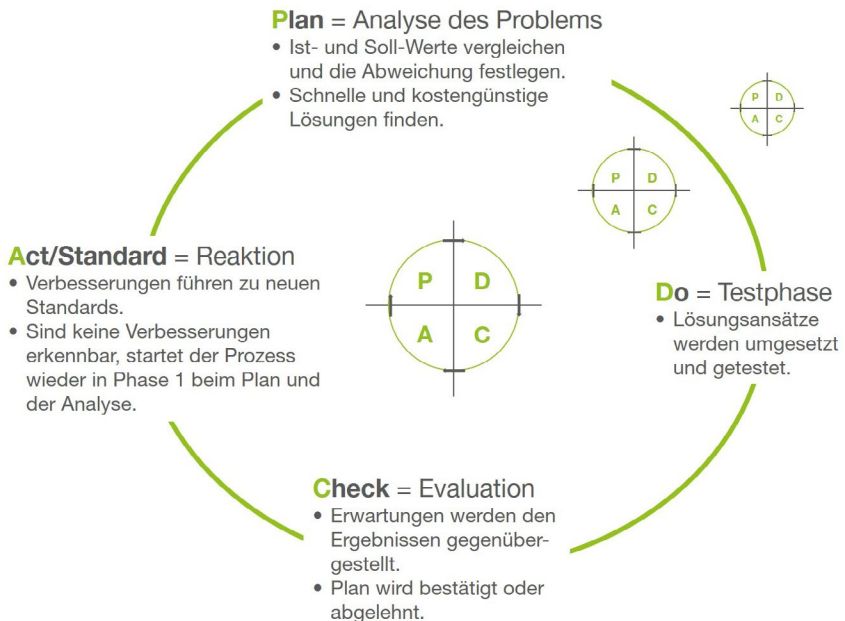 Plan = Analyse des Problems
• Ist- und Soll-Werte vergleichen
und die Abweichung festlegen.
• Schnelle und kostengünstige
Lösungen finden.
P D
A C
P D
A C
Act/Standard = Reaktion
• Verbesserungen führen zu neuen
Standards.
• Sind keine Verbesserungen
erkennbar, startet der Prozess
wieder in Phase 1 beim Plan und
der Analyse.
P D
A C
Do = Testphase
• Lösungsansätze
werden umgesetzt
und getestet.
Check = Evaluation
• Erwartungen werden den
Ergebnissen gegenüber-
gestellt.
• Plan wird bestätigt oder
abgelehnt.